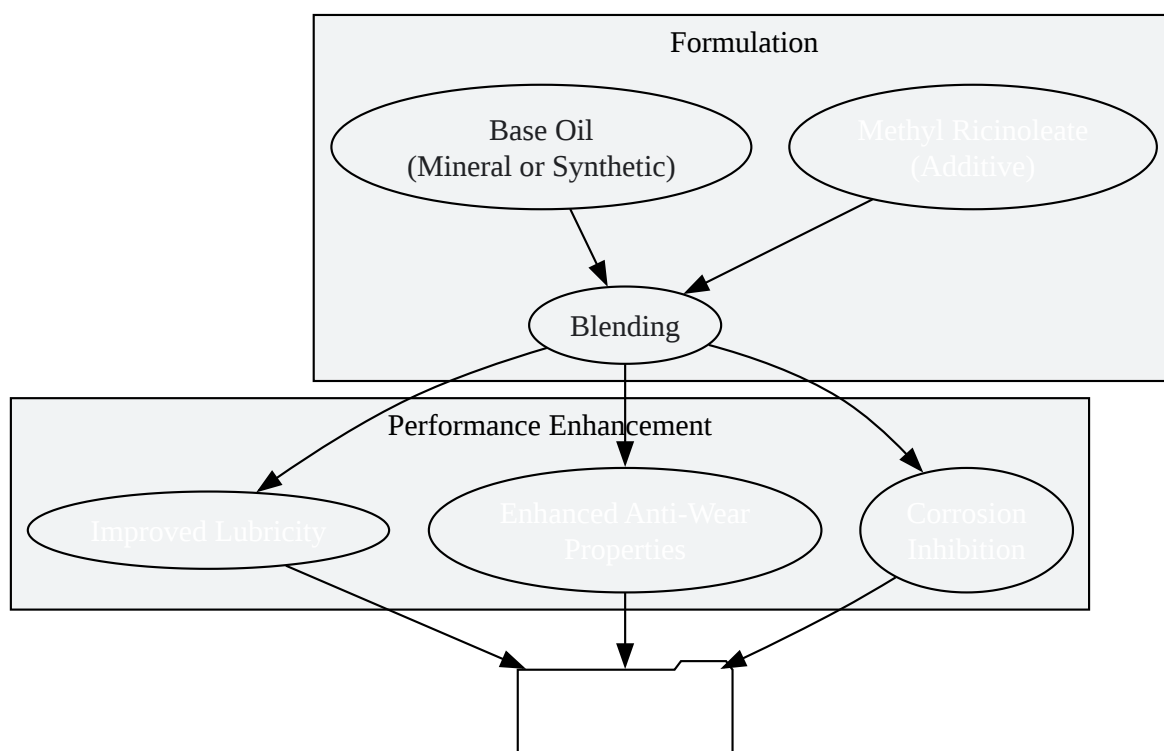 Formulation
Base Oil
(Mineral or Synthetic)
Methyl Ricinoleate
(Additive)
Blending
Performance Enhancement
Improved Lubricity
Enhanced Anti-Wear
Properties
Corrosion
Inhibition